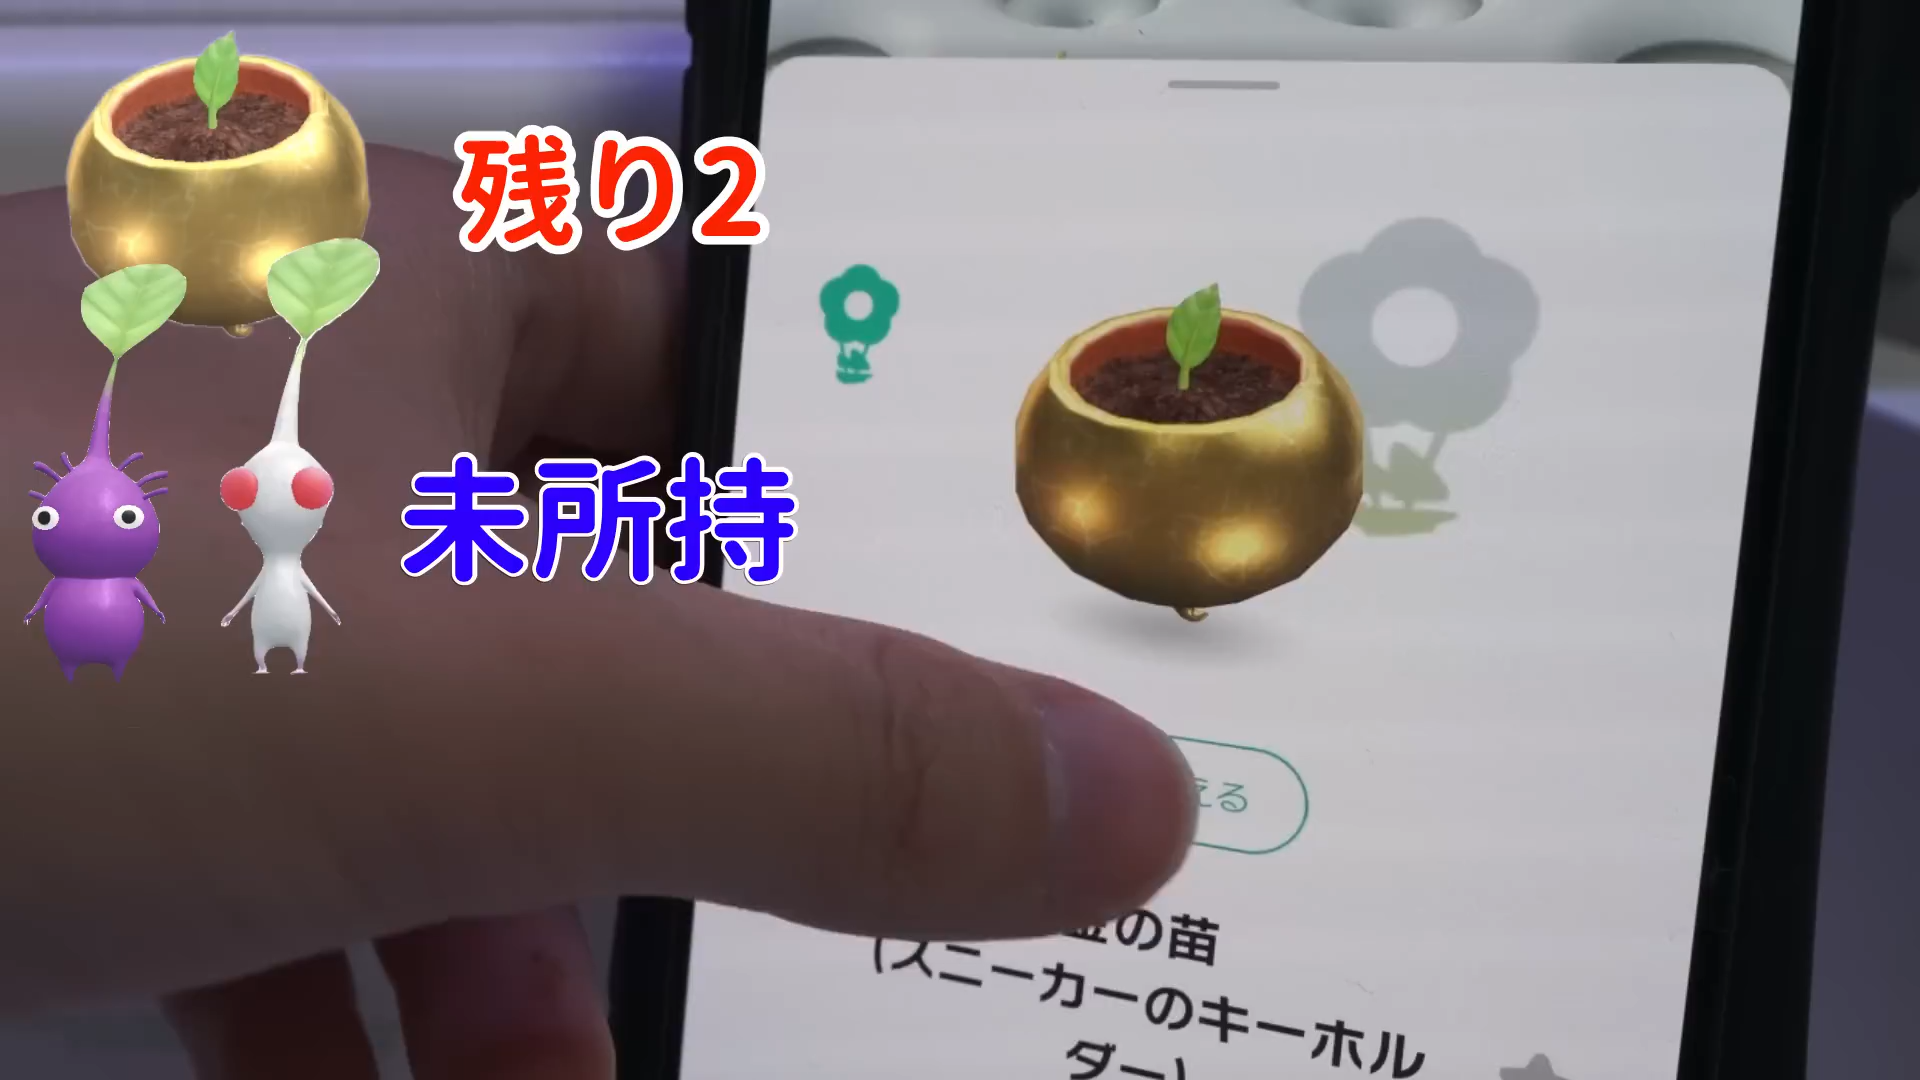 残り2
未所持
える
金の苗
(スニーカーのキーホル
ダー)